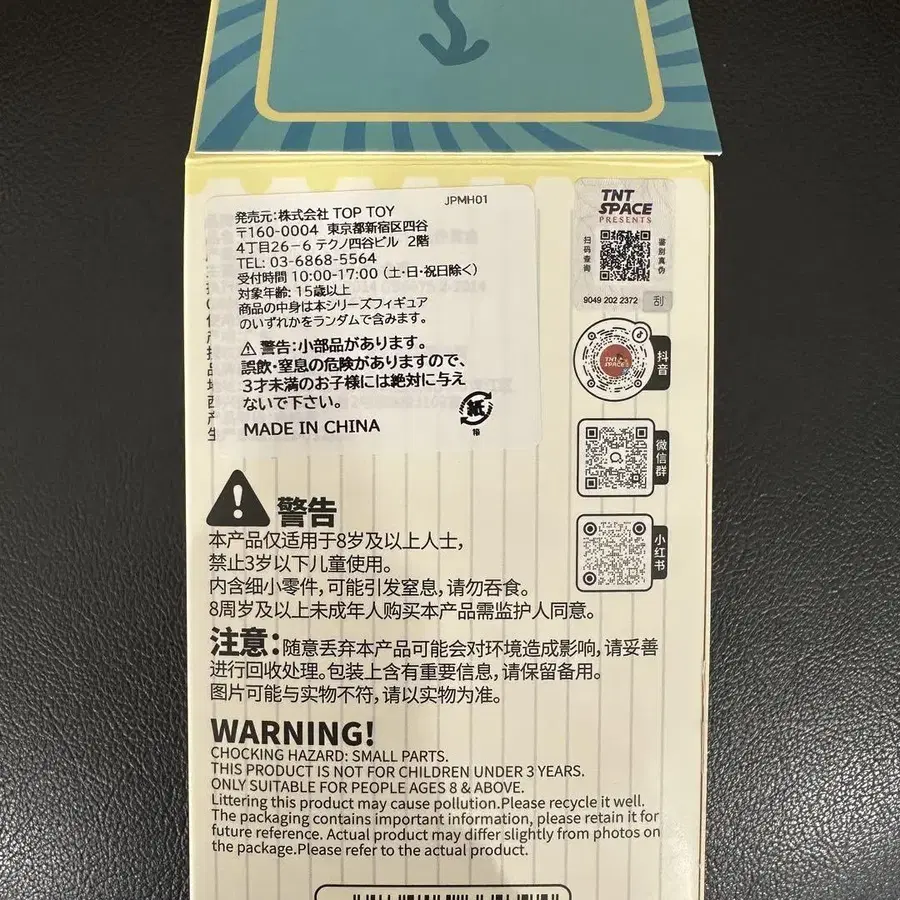 JPMH01
発売元:株式会社 TOP TOY
〒160-0004 東京都新宿区四谷
4丁目26-6 テクノ四谷ビル 2階
TEL: 03-6868-5564
受付時間 10:00-17:00 (土・日・祝日除く)
対象年齢: 15歳以上
商品の中身は本シリーズフィギュア
のいずれかをランダムで含みます。
⚠ 警告:小部品があります。
誤飲・窒息の危険がありますので、
3才未満のお子様には絶対に与え
ないで下さい。
紙
MADE IN CHINA
TNT
SPACE
PRESENTS
扫码查询
鉴别真伪
9049 202 2372
刮
TNT
SPACE
抖音
微信群
小红书
警告
本产品仅适用于8岁及以上人士,
禁止3岁以下儿童使用。
内含细小零件,可能引发窒息,请勿吞食。
8周岁及以上未成年人购买本产品需监护人同意。
注意:随意丢弃本产品可能会对环境造成影响,请妥善
进行回收处理。包装上含有重要信息,请保留备用。
图片可能与实物不符,请以实物为准。
WARNING!
CHOCKING HAZARD: SMALL PARTS.
THIS PRODUCT IS NOT FOR CHILDREN UNDER 3 YEARS.
ONLY SUITABLE FOR PEOPLE AGES 8 & ABOVE.
Littering this product may cause pollution.Please recycle it well.
The packaging contains important information, please retain it for
future reference. Actual product may differ slightly from photos on
the package.Please refer to the actual product.